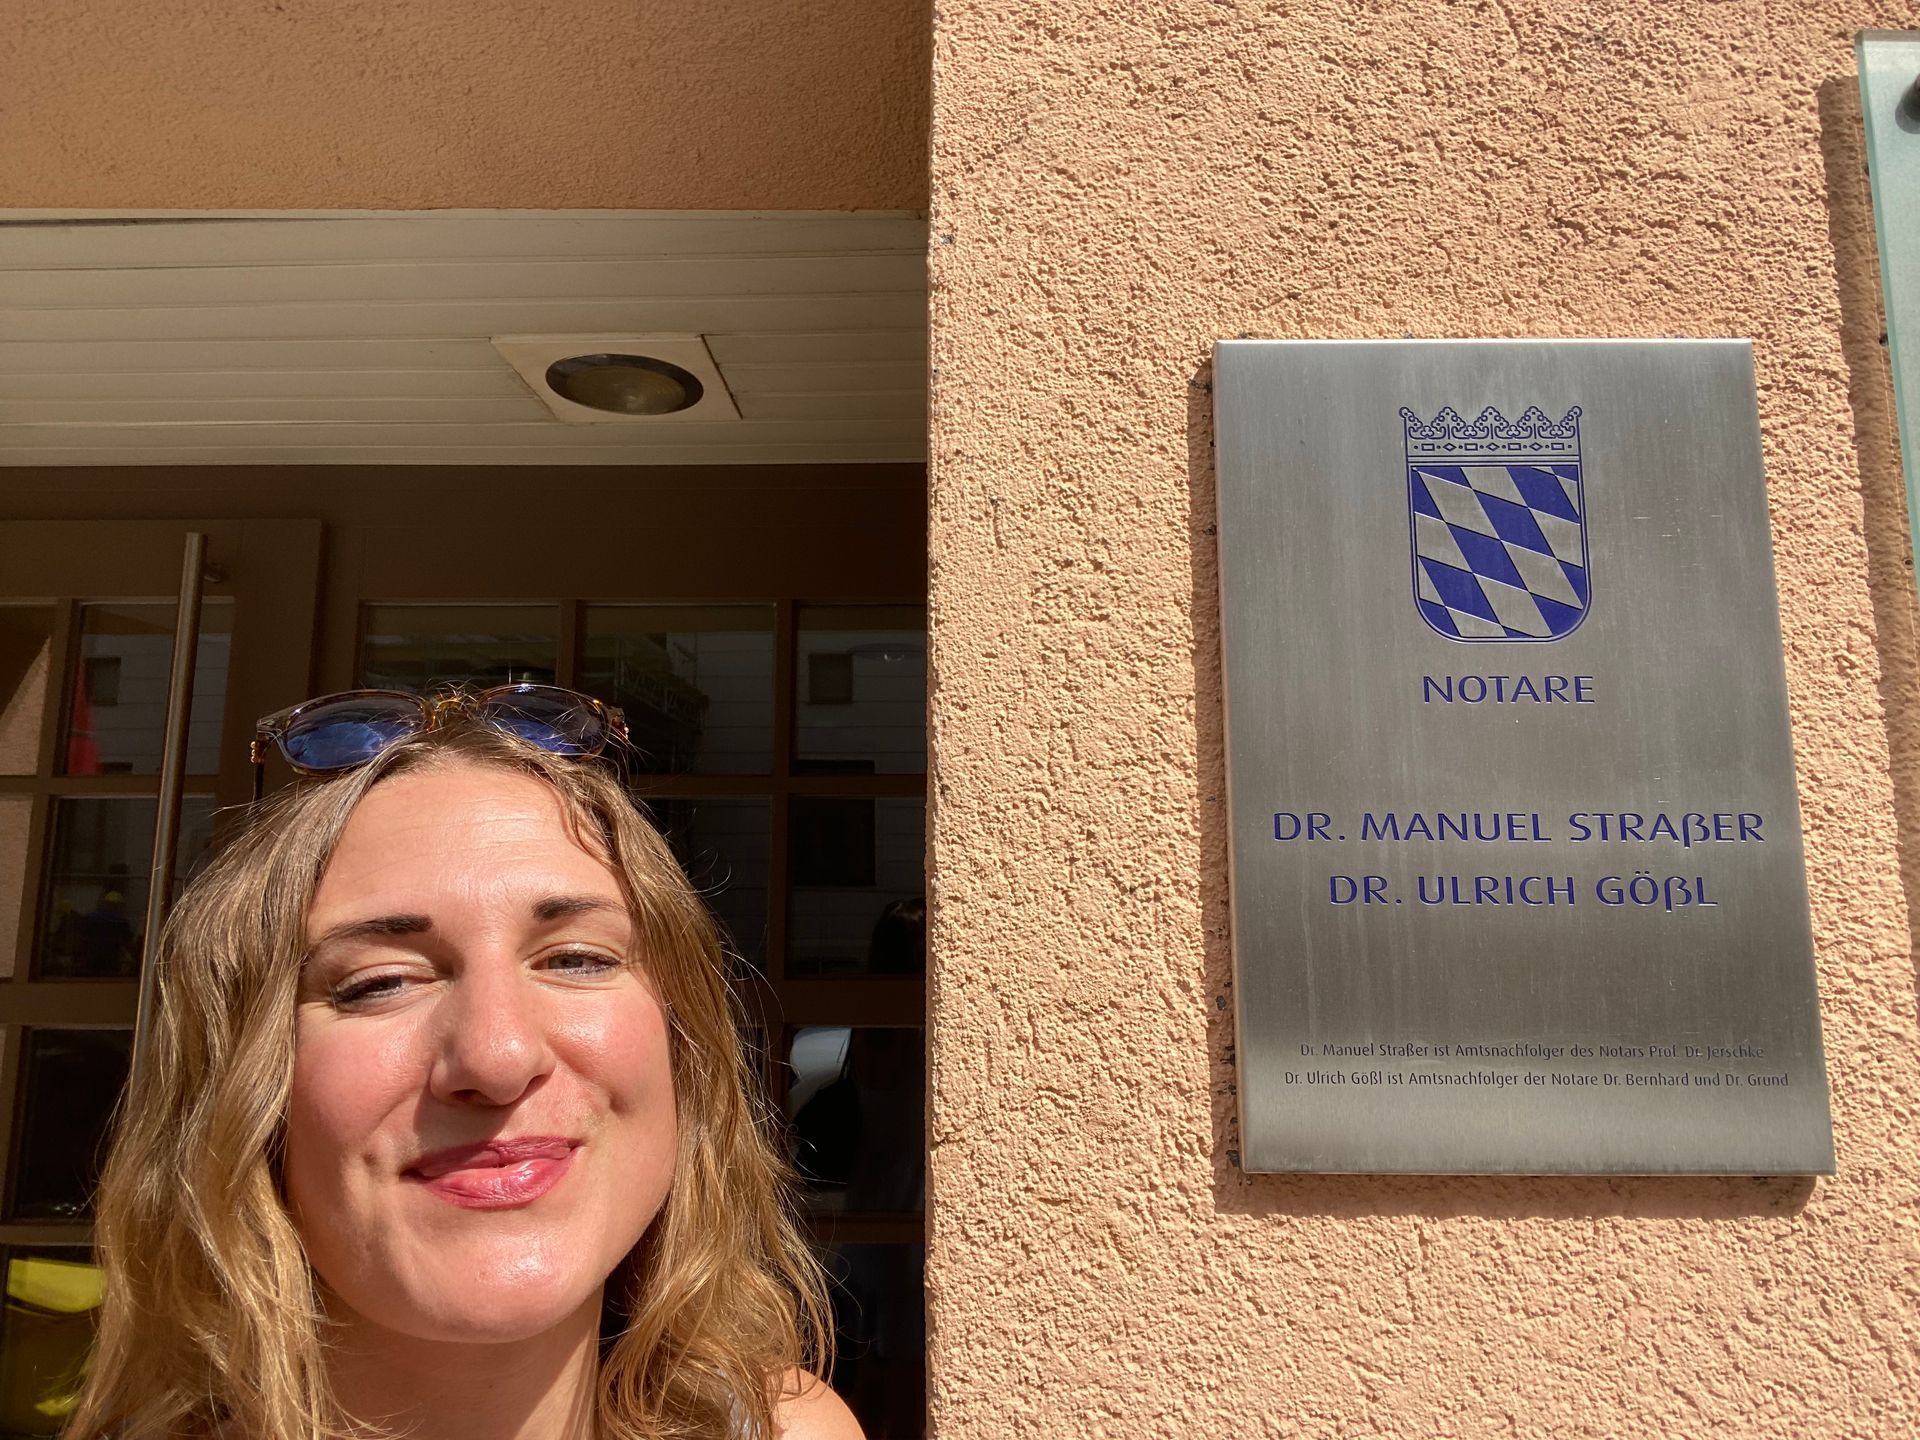 NOTARE
DR. MANUEL STRAßER
DR. ULRICH GÖßL
Dr. Manuel Straßer ist Amtsnachfolger des Notars Prof. Dr. Jerschke
Dr. Ulrich Gößl ist Amtsnachfolger der Notare Dr. Bernhard und Dr. Grund